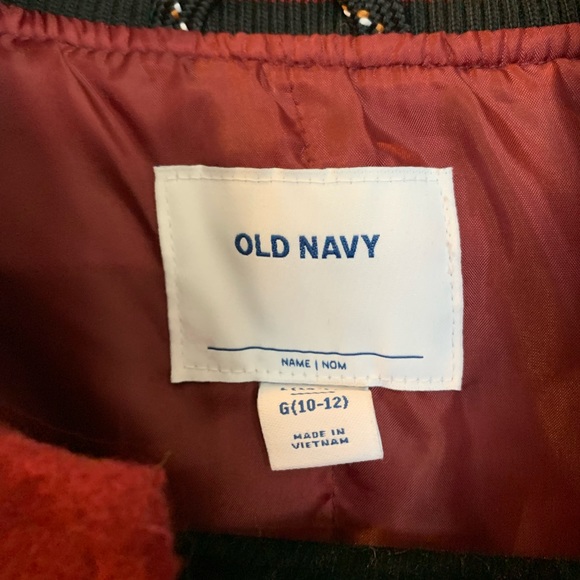 OLD NAVY
NAME | NOM
G(10-12)
MADE IN
VIETNAM